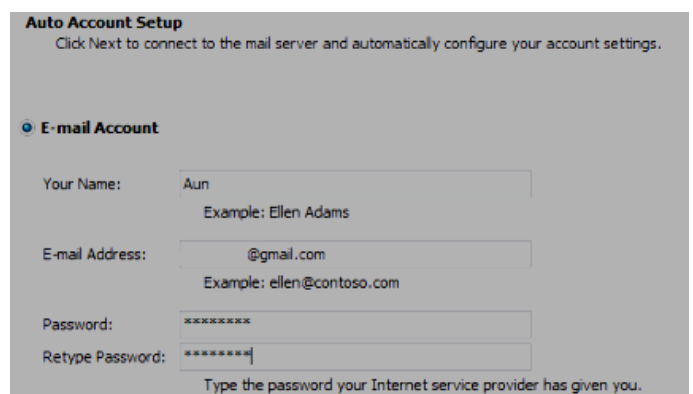 Auto Account Setup
Click Next to connect to the mail server and automatically configure your account settings.
E-mail Account
Your Name: Aun
Example: Ellen Adams
E-mail Address: @gmail.com
Example: ellen@contoso.com
Password: ********
Retype Password: ********
Type the password your Internet service provider has given you.